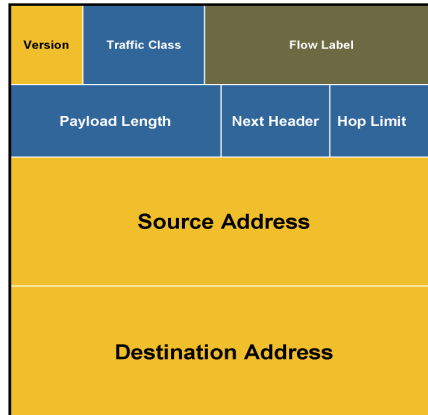 Version Traffic Class Flow Label
Payload Length Next Header Hop Limit
Source Address
Destination Address